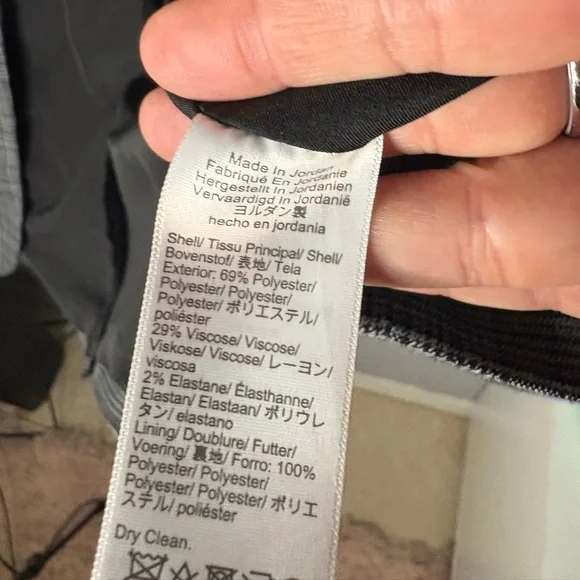 Made In Jordan
Fabriqué En Jordanie
Hergestellt In Jordanien
Vervaardigd In Jordanië
ヨルダン製
hecho en jordania
Shell/ Tissu Principal/ Shell/
Bovenstof/ 表地/ Tela
Exterior: 69% Polyester/
Polyester/ Polyester/
Polyester/ ポリエステル/
poliéster
29% Viscose/ Viscose/
Viskose/ Viscose/ レーヨン/
viscosa
2% Elastane/ Élasthanne/
Elastan/ Elastaan/ ポリウレ
タン/ elastano
Lining/ Doublure/ Futter/
Voering/ 裏地/ Forro: 100%
Polyester/ Polyester/
Polyester/ Polyester/ ポリエ
ステル/ poliéster
Dry Clean.